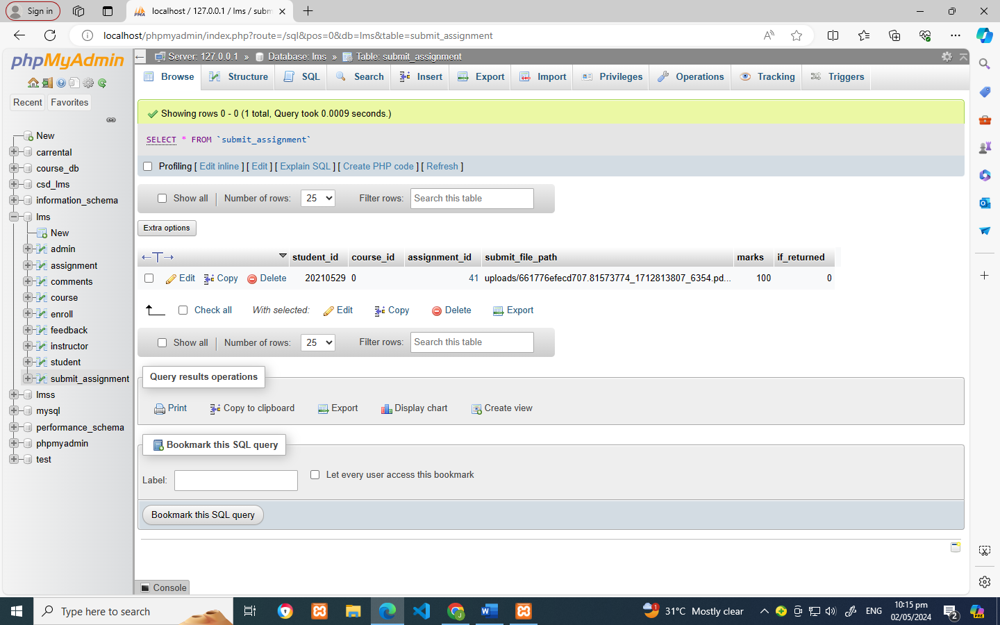 Sign in
localhost / 127.0.0.1 / lms / subm
localhost/phpmyadmin/index.php?route=/sql&pos=0&db=lms&table=submit_assignment
phpMyAdmin
Recent
Favorites
New
carrental
course_db
csd_lms
information_schema
lms
New
admin
assignment
comments
course
enroll
feedback
instructor
student
submit_assignment
lmss
mysql
performance_schema
phpmyadmin
test
Server: 127.0.0.1 » Database: lms » Table: submit_assignment
Browse Structure SQL Search Insert Export Import Privileges Operations Tracking Triggers
Showing rows 0 - 0 (1 total, Query took 0.0009 seconds.)
SELECT * FROM `submit_assignment`
Profiling [ Edit inline ] [ Edit ] [ Explain SQL ] [ Create PHP code ] [ Refresh ]
Show all Number of rows: 25 Filter rows: Search this table
Extra options
student_id course_id assignment_id submit_file_path marks if_returned
Edit Copy Delete 20210529 0 41 uploads/661776efecd707.81573774_1712813807_6354.pd... 100 0
Check all With selected: Edit Copy Delete Export
Show all Number of rows: 25 Filter rows: Search this table
Query results operations
Print Copy to clipboard Export Display chart Create view
Bookmark this SQL query
Label: Let every user access this bookmark
Bookmark this SQL query
Console
Type here to search
31°C Mostly clear
ENG
10:15 pm
02/05/2024
2